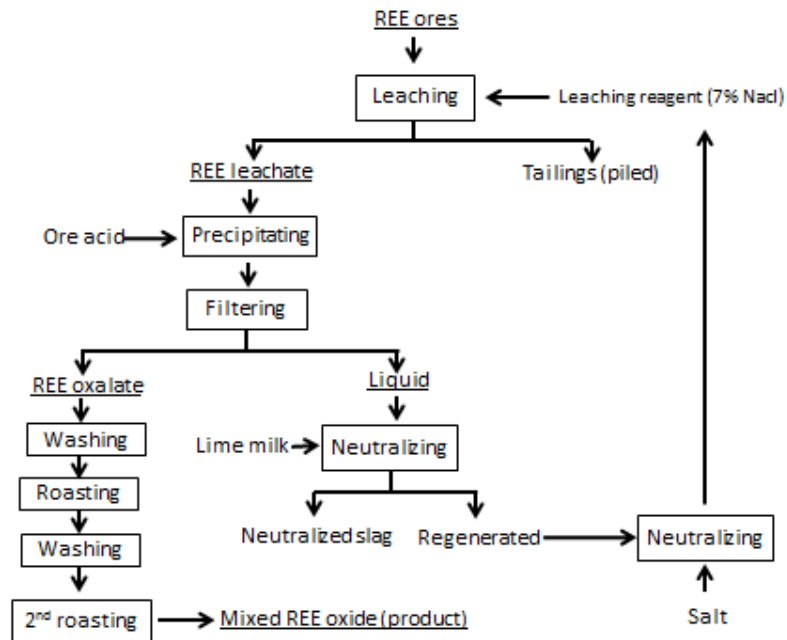 REE ores
Leaching
Leaching reagent (7% Nacl)
REE leachate
Tailings (piled)
Ore acid
Precipitating
Filtering
REE oxalate
Liquid
Washing
Lime milk
Neutralizing
Roasting
Neutralized slag
Regenerated
Neutralizing
Washing
2nd roasting
Mixed REE oxide (product)
Salt